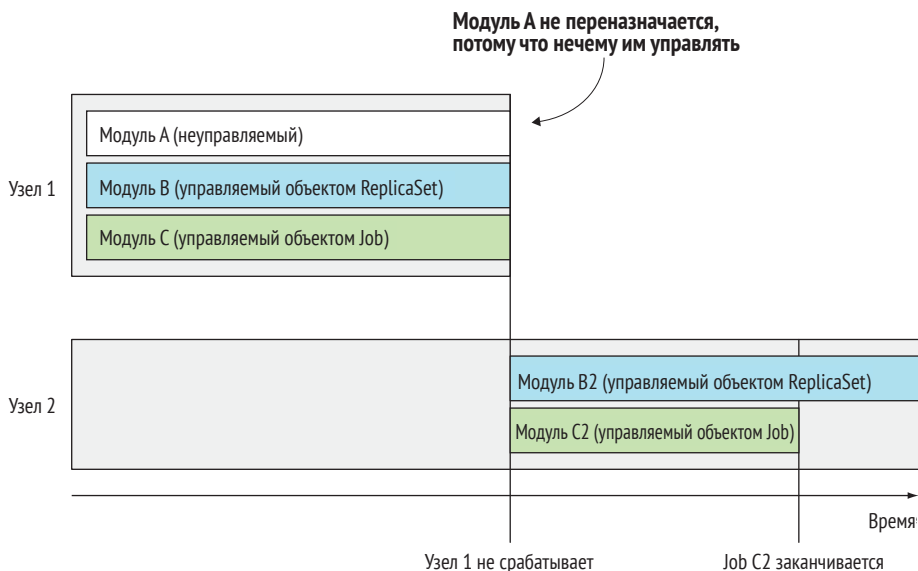 Модуль A не переназначается,
потому что нечему им управлять
Узел 1
Модуль A (неуправляемый)
Модуль B (управляемый объектом ReplicaSet)
Модуль C (управляемый объектом Job)
Узел 2
Модуль B2 (управляемый объектом ReplicaSet)
Модуль C2 (управляемый объектом Job)
Время
Узел 1 не срабатывает
Job C2 заканчивается